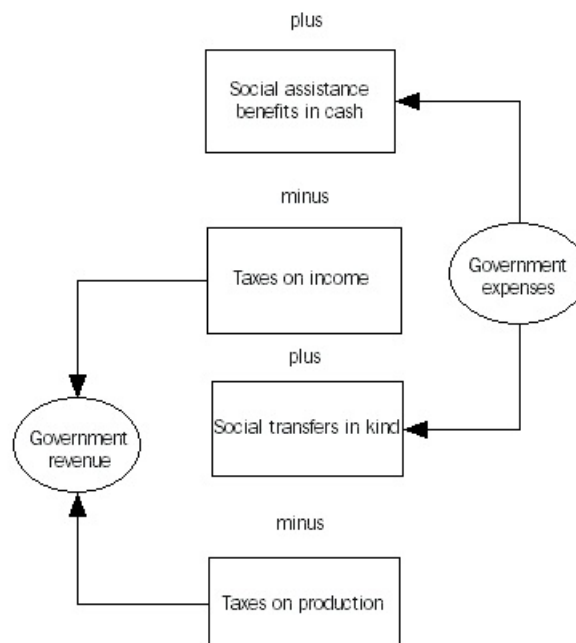 plus
Social assistance
benefits in cash
minus
Taxes on income
Government
expenses
plus
Social transfers in kind
Government
revenue
minus
Taxes on production